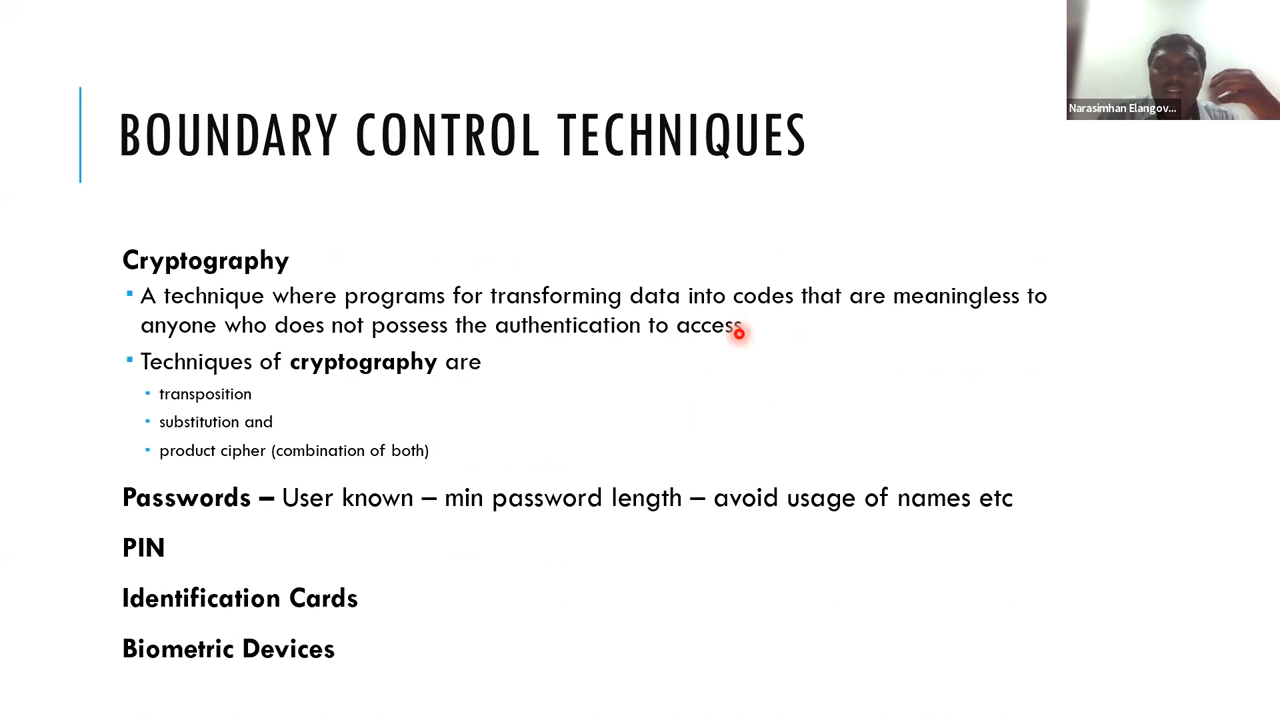 BOUNDARY CONTROL TECHNIQUES
Narasimhan Elangov...
Cryptography
▪ A technique where programs for transforming data into codes that are meaningless to
anyone who does not possess the authentication to access
▪ Techniques of cryptography are
▪ transposition
▪ substitution and
▪ product cipher (combination of both)
Passwords – User known – min password length – avoid usage of names etc
PIN
Identification Cards
Biometric Devices